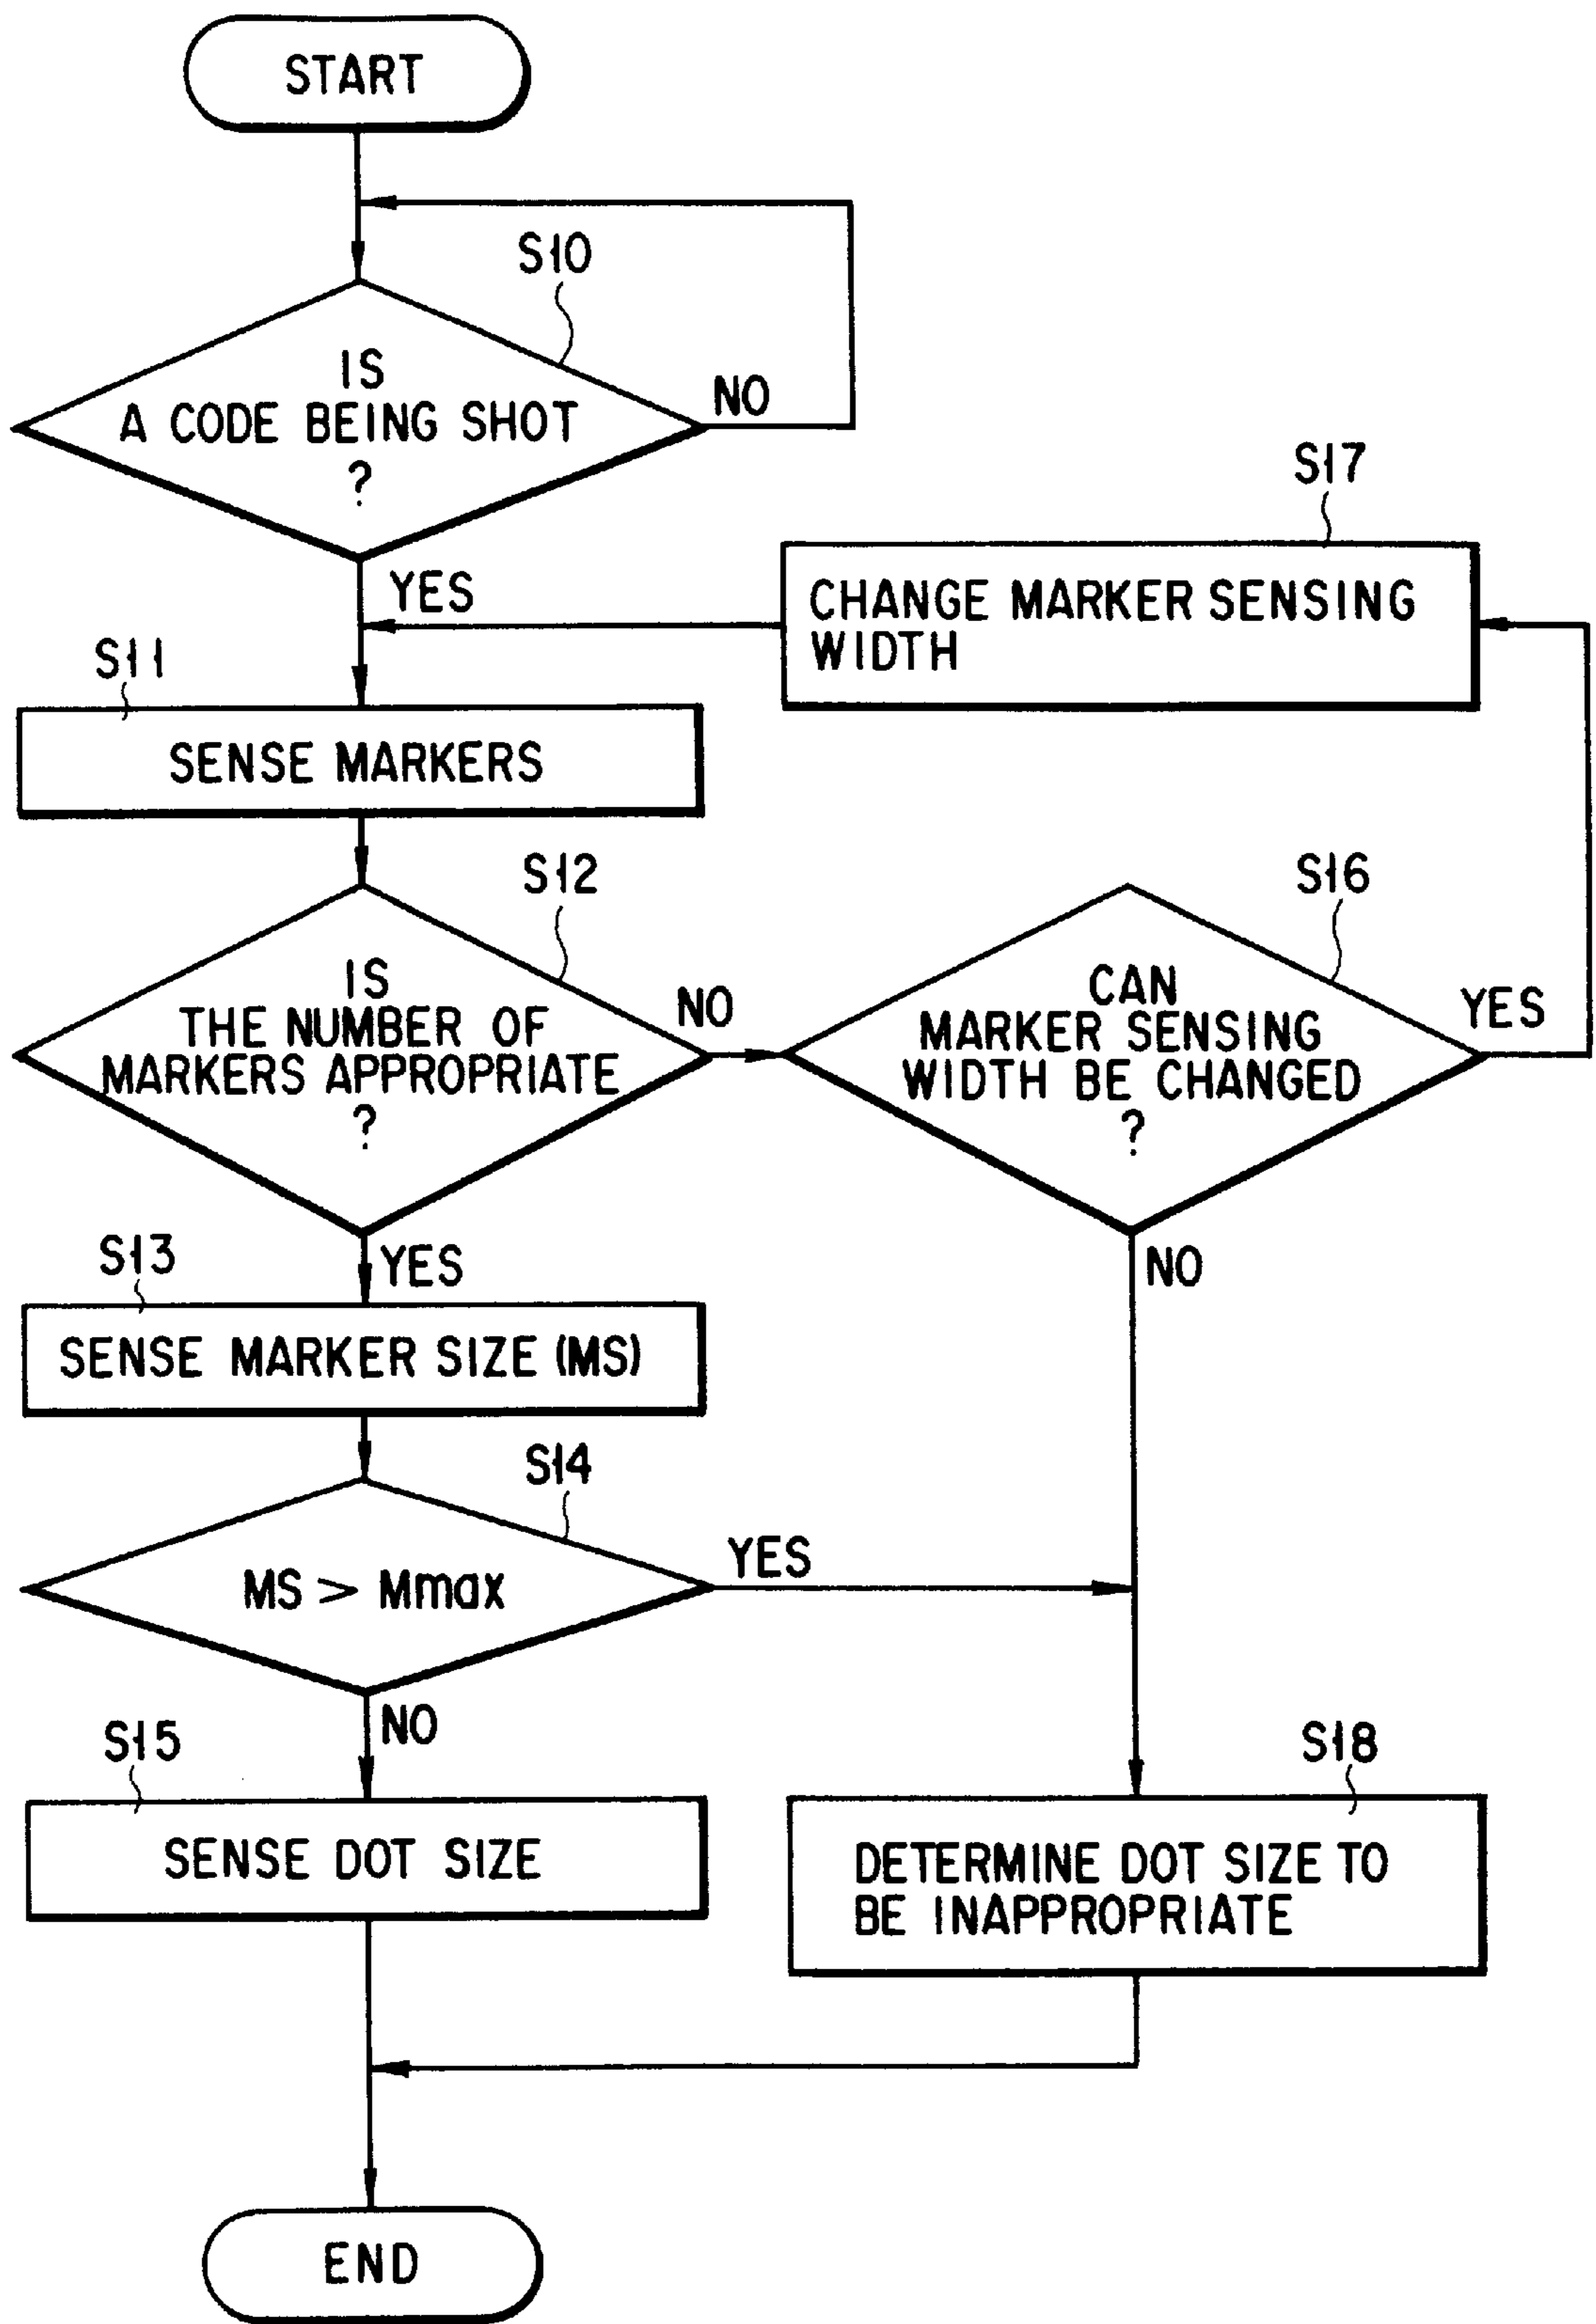 START
S10
IS
A CODE BEING SHOT
?
NO
YES
S17
CHANGE MARKER SENSING
WIDTH
S11
SENSE MARKERS
S12
IS
THE NUMBER OF
MARKERS APPROPRIATE
?
NO
S16
CAN
MARKER SENSING
WIDTH BE CHANGED
?
YES
NO
YES
S13
SENSE MARKER SIZE (MS)
S14
MS > Mmax
YES
NO
S15
SENSE DOT SIZE
S18
DETERMINE DOT SIZE TO
BE INAPPROPRIATE
END